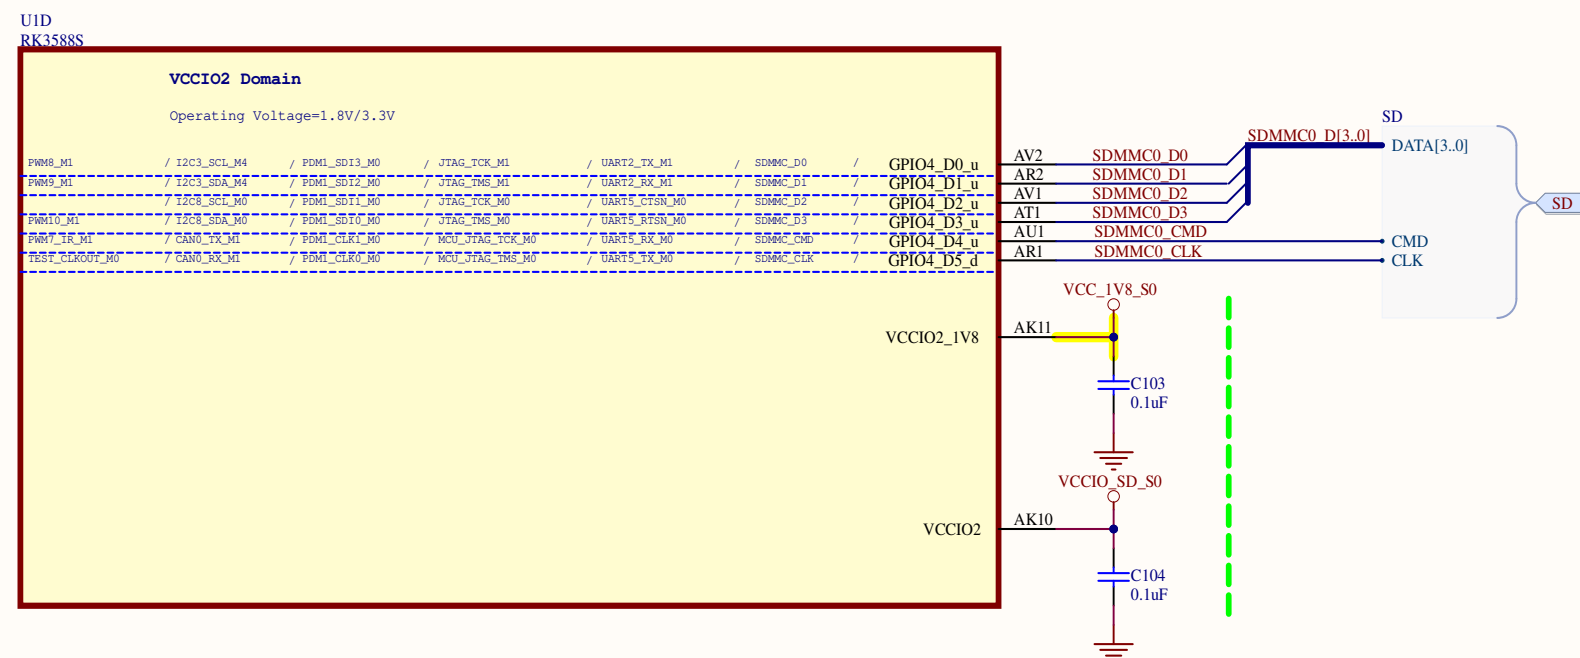 U1D
RK3588S
VCCIO2 Domain
Operating Voltage=1.8V/3.3V
PWM8_M1 / I2C3_SCL_M4 / PDM1_SDI3_M0 / JTAG_TCK_M1 / UART2_TX_M1 / SDMMC_D0 / GPIO4_D0_u AV2 SDMMC0_D0
PWM9_M1 / I2C3_SDA_M4 / PDM1_SDI2_M0 / JTAG_TMS_M1 / UART2_RX_M1 / SDMMC_D1 / GPIO4_D1_u AR2 SDMMC0_D1
/ I2C8_SCL_M0 / PDM1_SDI1_M0 / JTAG_TCK_M0 / UART5_CTSN_M0 / SDMMC_D2 / GPIO4_D2_u AV1 SDMMC0_D2
PWM10_M1 / I2C8_SDA_M0 / PDM1_SDI0_M0 / JTAG_TMS_M0 / UART5_RTSN_M0 / SDMMC_D3 / GPIO4_D3_u AT1 SDMMC0_D3
PWM7_IR_M1 / CAN0_TX_M1 / PDM1_CLK1_M0 / MCU_JTAG_TCK_M0 / UART5_RX_M0 / SDMMC_CMD / GPIO4_D4_u AU1 SDMMC0_CMD
TEST_CLKOUT_M0 / CAN0_RX_M1 / PDM1_CLK0_M0 / MCU_JTAG_TMS_M0 / UART5_TX_M0 / SDMMC_CLK / GPIO4_D5_d AR1 SDMMC0_CLK
SD
SDMMC0_D[3..0]
DATA[3..0]
SD
CMD
CLK
VCC_1V8_S0
VCCIO2_1V8 AK11
C103
0.1uF
VCCIO_SD_S0
VCCIO2 AK10
C104
0.1uF